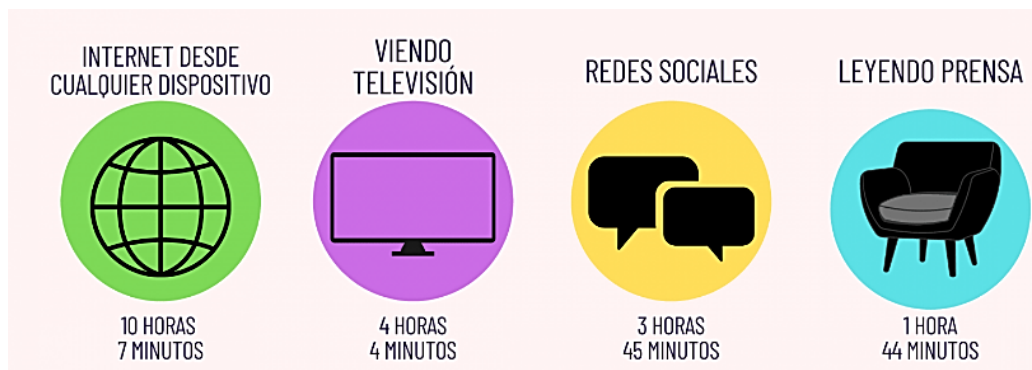 INTERNET DESDE
CUALQUIER DISPOSITIVO
10 HORAS
7 MINUTOS
VIENDO
TELEVISIÓN
4 HORAS
4 MINUTOS
REDES SOCIALES
3 HORAS
45 MINUTOS
LEYENDO PRENSA
1 HORA
44 MINUTOS